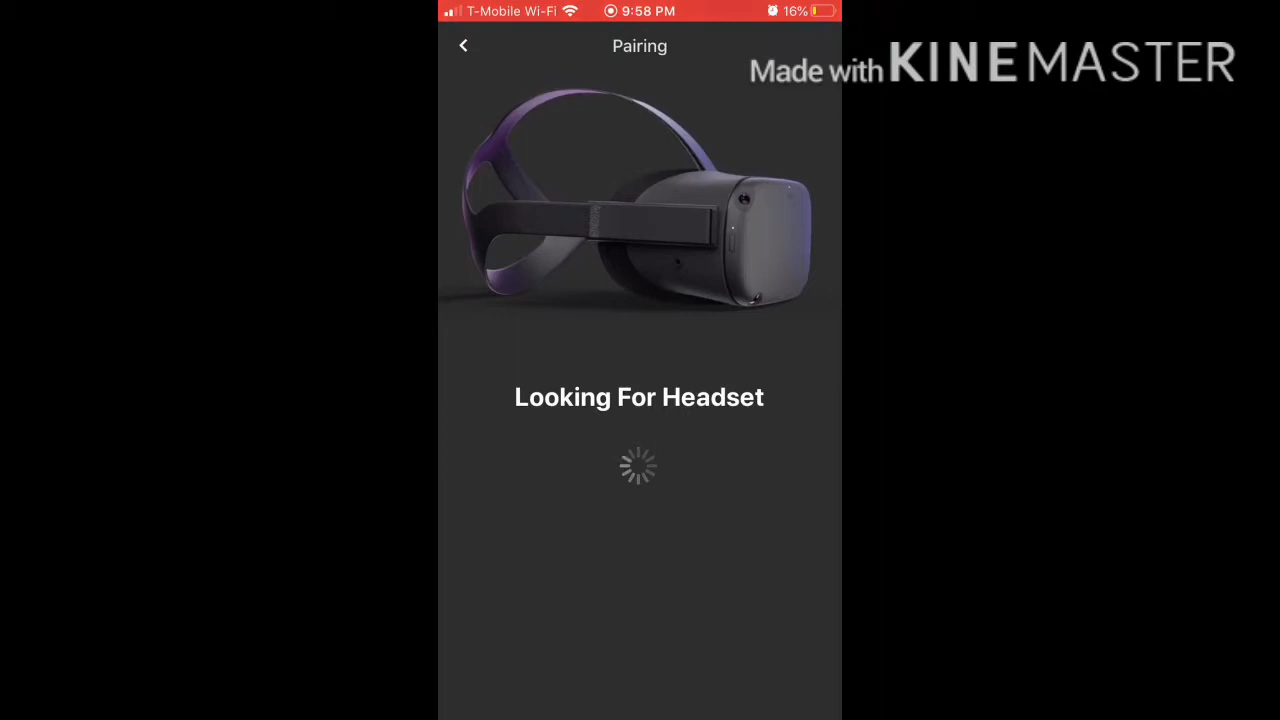 T-Mobile Wi-Fi 9:58 PM 16%
Pairing
Made with KINEMASTER
Looking For Headset